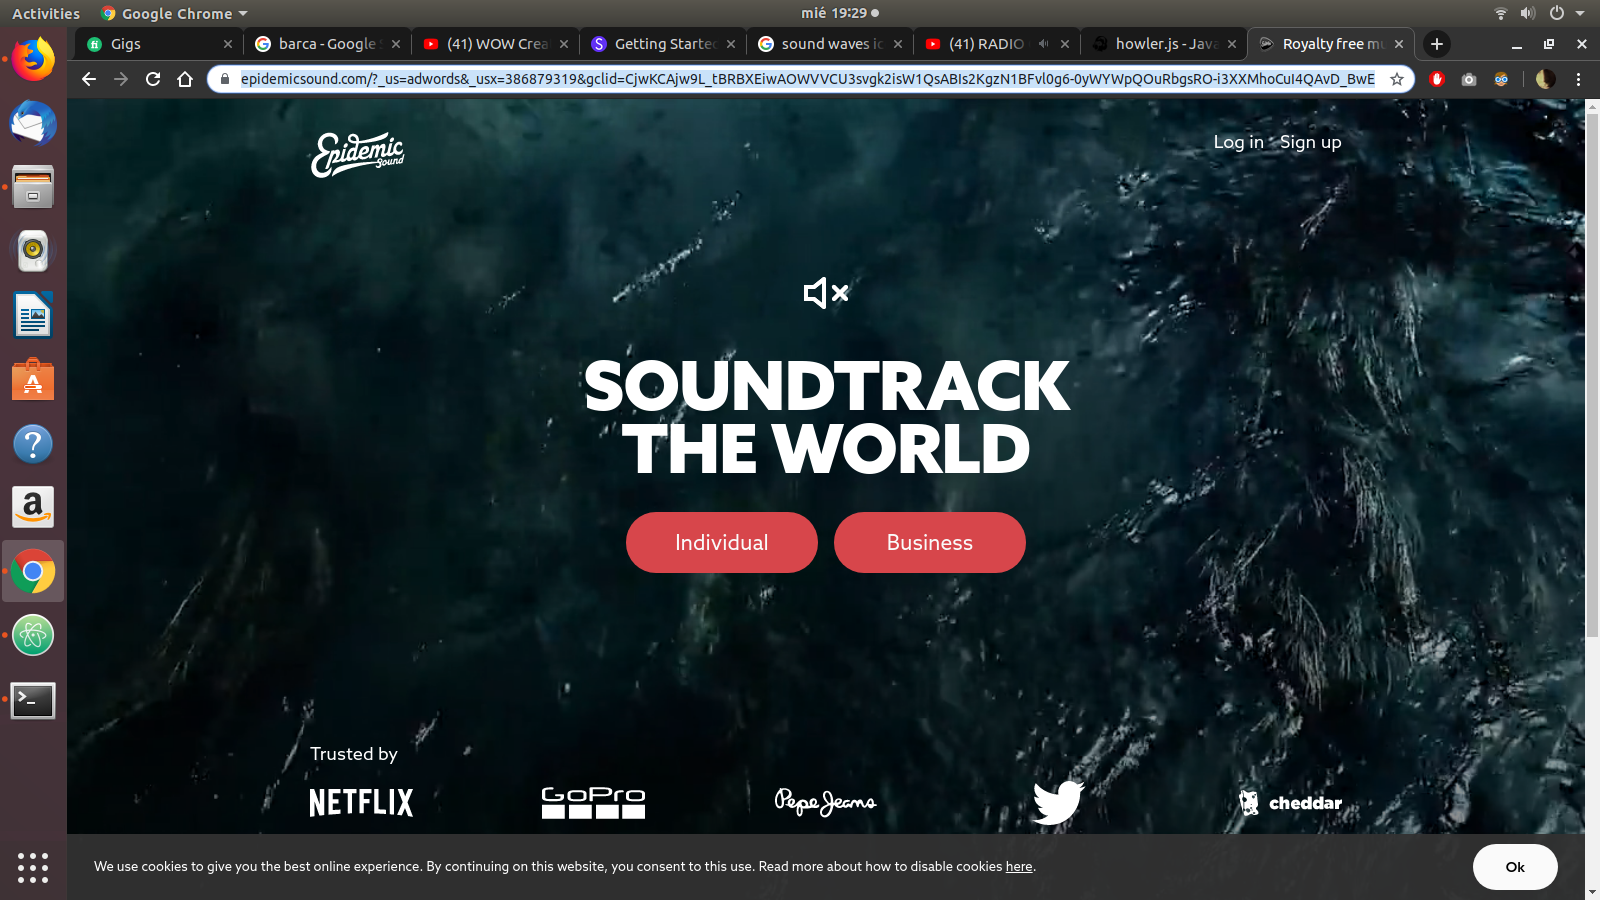 Activities
Google Chrome
mié 19:29
Gigs
barca - Google S
(41) WOW Crea
Getting Starte
sound waves ic
(41) RADIO
howler.js - Java
Royalty free mu
epidemicsound.com/?_us=adwords&_usx=386879319&gclid=CjwKCAjw9L_tBRBXEiwAOWVVCU3svgk2isW1QsABIs2KgzN1BFvl0g6-0yWYWpQOuRbgsRO-i3XXMhoCuI4QAvD_BwE
Epidemic
Sound
Log in
Sign up
SOUNDTRACK
THE WORLD
Individual
Business
Trusted by
NETFLIX
GoPro
Pepe Jeans
cheddar
We use cookies to give you the best online experience. By continuing on this website, you consent to this use. Read more about how to disable cookies here.
Ok